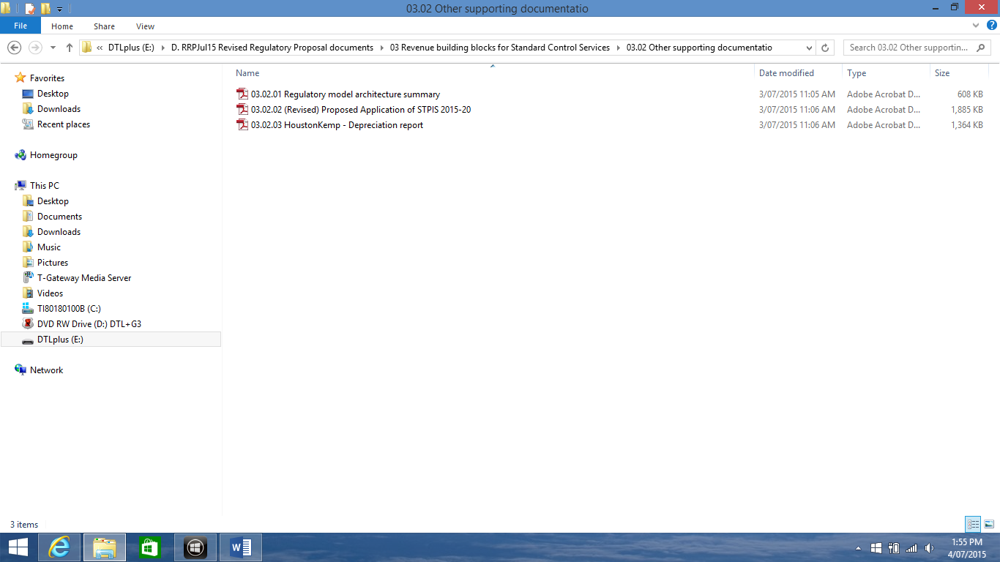 03.02 Other supporting documentatio
File Home Share View
« DTLplus (E:) D. RRPJul15 Revised Regulatory Proposal documents 03 Revenue building blocks for Standard Control Services 03.02 Other supporting documentatio
Search 03.02 Other supportin...
Favorites
Desktop
Downloads
Recent places
Homegroup
This PC
Desktop
Documents
Downloads
Music
Pictures
T-Gateway Media Server
Videos
TI80180100B (C:)
DVD RW Drive (D:) DTL+G3
DTLplus (E:)
Network
Name Date modified Type Size
03.02.01 Regulatory model architecture summary 3/07/2015 11:05 AM Adobe Acrobat D... 608 KB
03.02.02 (Revised) Proposed Application of STPIS 2015-20 3/07/2015 11:06 AM Adobe Acrobat D... 1,885 KB
03.02.03 HoustonKemp - Depreciation report 3/07/2015 11:06 AM Adobe Acrobat D... 1,364 KB
3 items
1:55 PM
4/07/2015